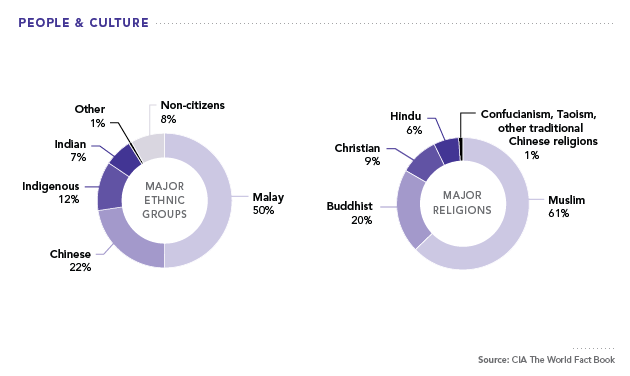 PEOPLE & CULTURE
Other
1%
Non-citizens
8%
Indian
7%
Indigenous
12%
Chinese
22%
MAJOR
ETHNIC
GROUPS
Malay
50%
Hindu
6%
Confucianism, Taoism,
other traditional
Chinese religions
1%
Christian
9%
Buddhist
20%
MAJOR
RELIGIONS
Muslim
61%
Source: CIA The World Fact Book